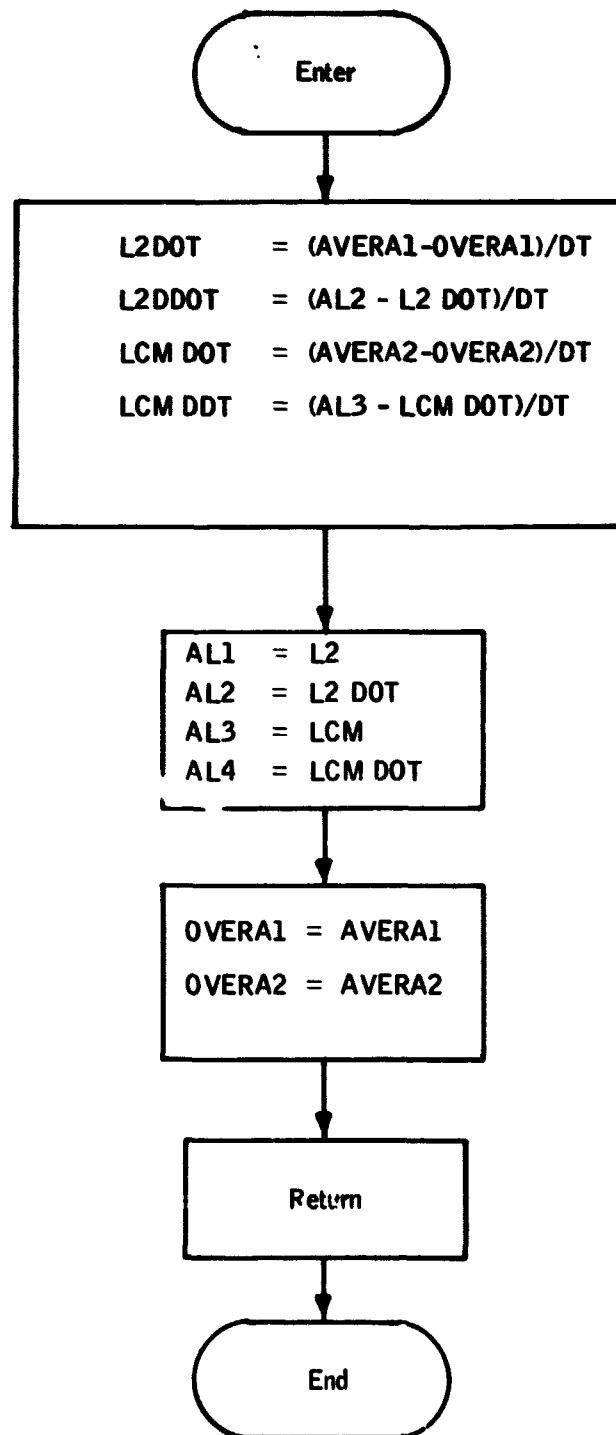 Enter
L2DOT = (AVERA1-OVERA1)/DT
L2DDOT = (AL2 - L2 DOT)/DT
LCM DOT = (AVERA2-OVERA2)/DT
LCM DDT = (AL3 - LCM DOT)/DT
AL1 = L2
AL2 = L2 DOT
AL3 = LCM
AL4 = LCM DOT
OVERA1 = AVERA1
OVERA2 = AVERA2
Return
End